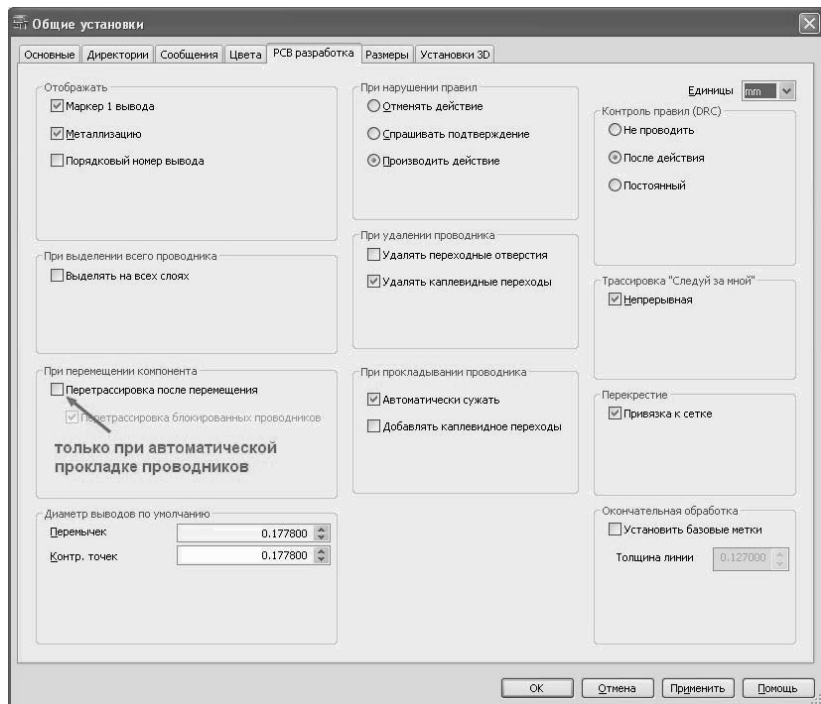 Общие установки
Основные Директории Сообщения Цвета PCB разработка Размеры Установки 3D
Отображать
Маркер 1 вывода
Металлизацию
Порядковый номер вывода
При выделении всего проводника
Выделять на всех слоях
При перемещении компонента
Перетрассировка после перемещения
Перетрассировка блокированных проводников
только при автоматической
прокладке проводников
Диаметр выводов по умолчанию
Перемычек 0.177800
Контр. точек 0.177800
При нарушении правил
Отменять действие
Спрашивать подтверждение
Производить действие
При удалении проводника
Удалять переходные отверстия
Удалять каплевидные переходы
При прокладывании проводника
Автоматически сужать
Добавлять каплевидное переходы
Единицы mm
Контроль правил (DRC)
Не проводить
После действия
Постоянный
Трассировка "Следуй за мной"
Непрерывная
Перекрестие
Привязка к сетке
Окончательная обработка
Установить базовые метки
Толщина линии 0.127000
OK Отмена Применить Помощь